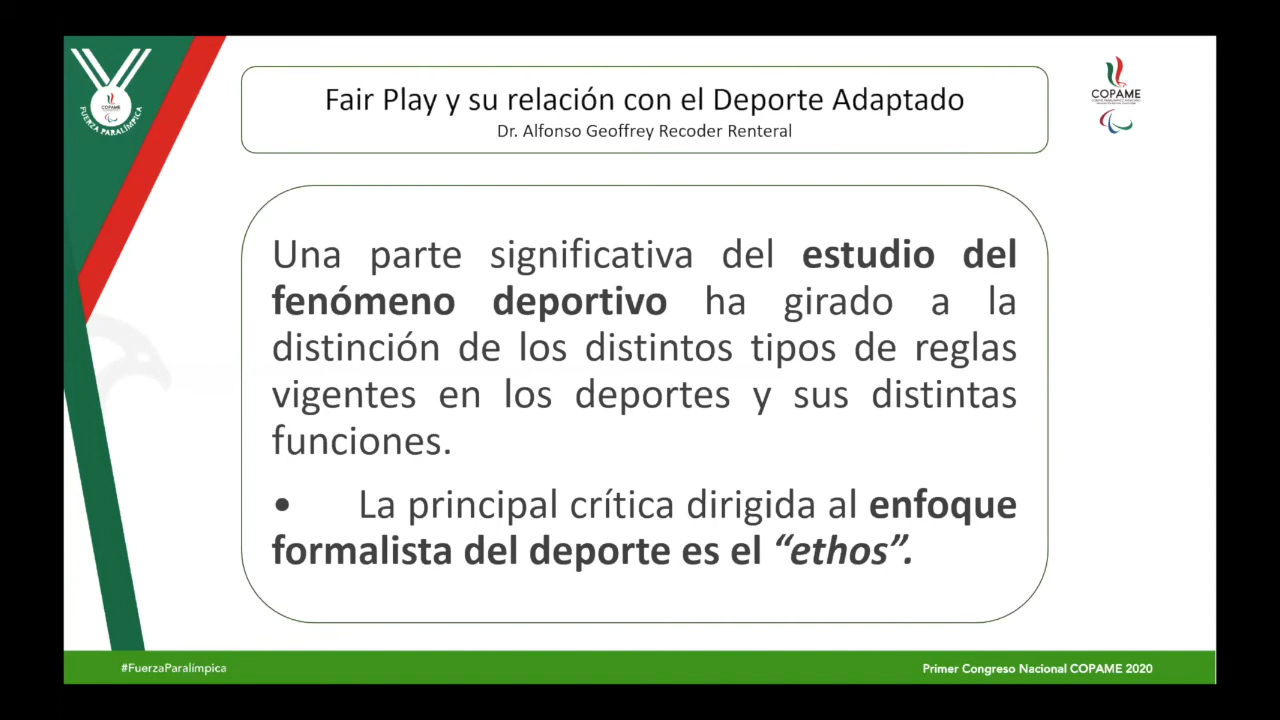 Fair Play y su relación con el Deporte Adaptado
Dr. Alfonso Geoffrey Recoder Renteral
COPAME
COPAME
FUERZA PARALÍMPICA
Una parte significativa del estudio del
fenómeno deportivo ha girado a la
distinción de los distintos tipos de reglas
vigentes en los deportes y sus distintas
funciones.
• La principal crítica dirigida al enfoque
formalista del deporte es el “ethos”.
#FuerzaParalímpica
Primer Congreso Nacional COPAME 2020